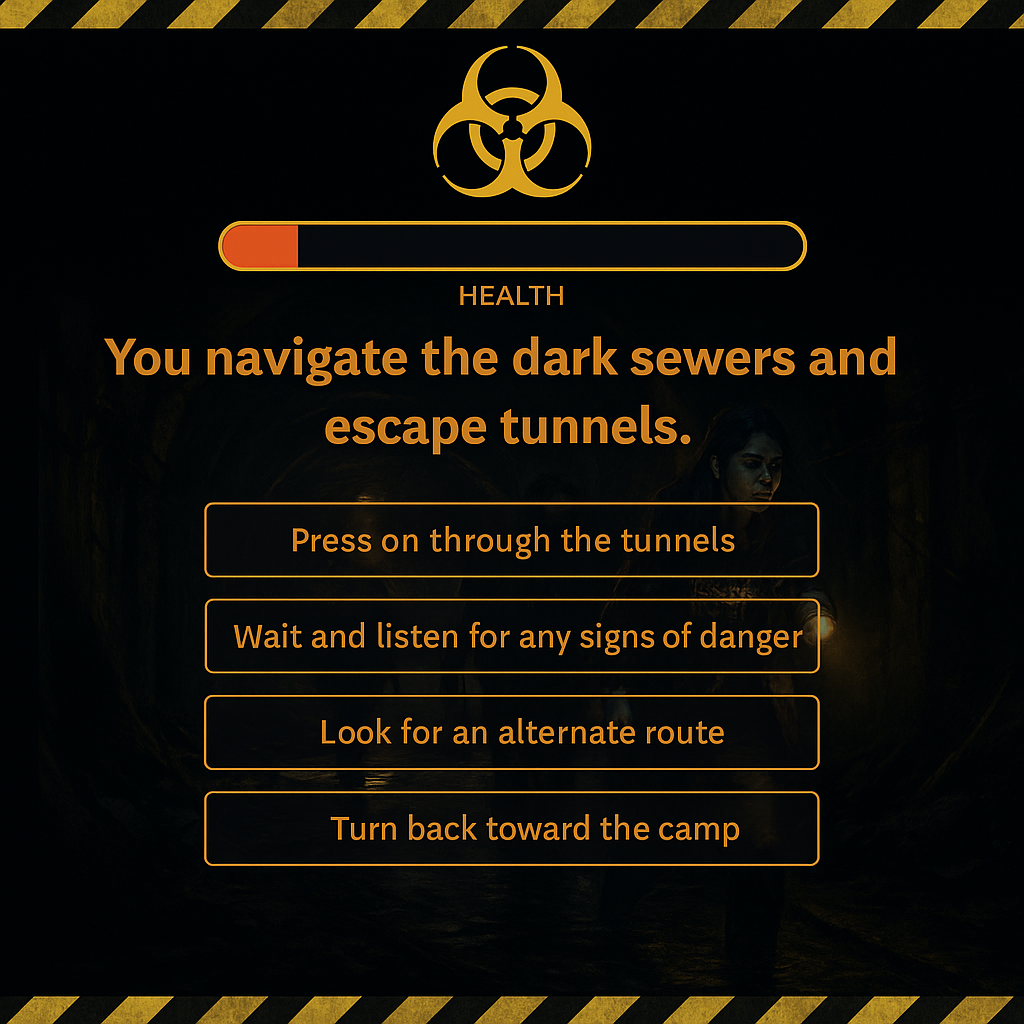 HEALTH
You navigate the dark sewers and
escape tunnels.
Press on through the tunnels
Wait and listen for any signs of danger
Look for an alternate route
Turn back toward the camp